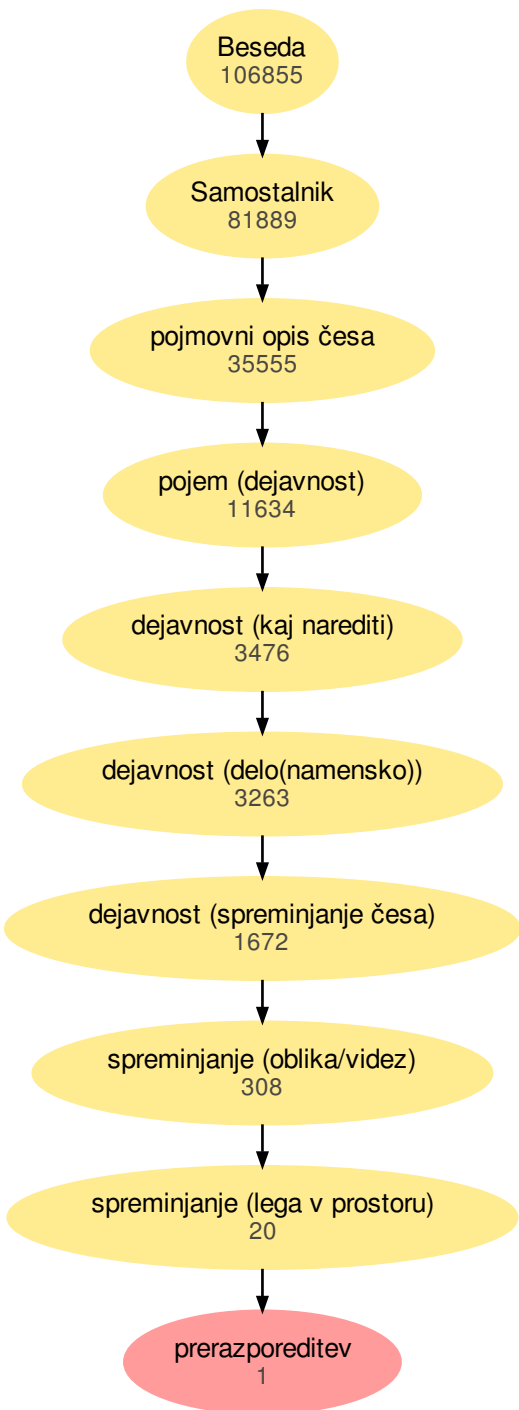 Beseda
106855
Samostalnik
81889
pojmovni opis česa
35555
pojem (dejavnost)
11634
dejavnost (kaj narediti)
3476
dejavnost (delo(namensko))
3263
dejavnost (spreminjanje česa)
1672
spreminjanje (oblika/videz)
308
spreminjanje (lega v prostoru)
20
prerazporeditev
1